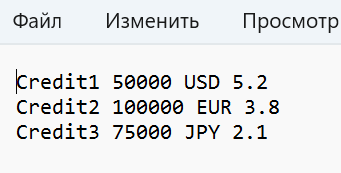 Файл Изменить Просмотр
Credit1 50000 USD 5.2
Credit2 100000 EUR 3.8
Credit3 75000 JPY 2.1